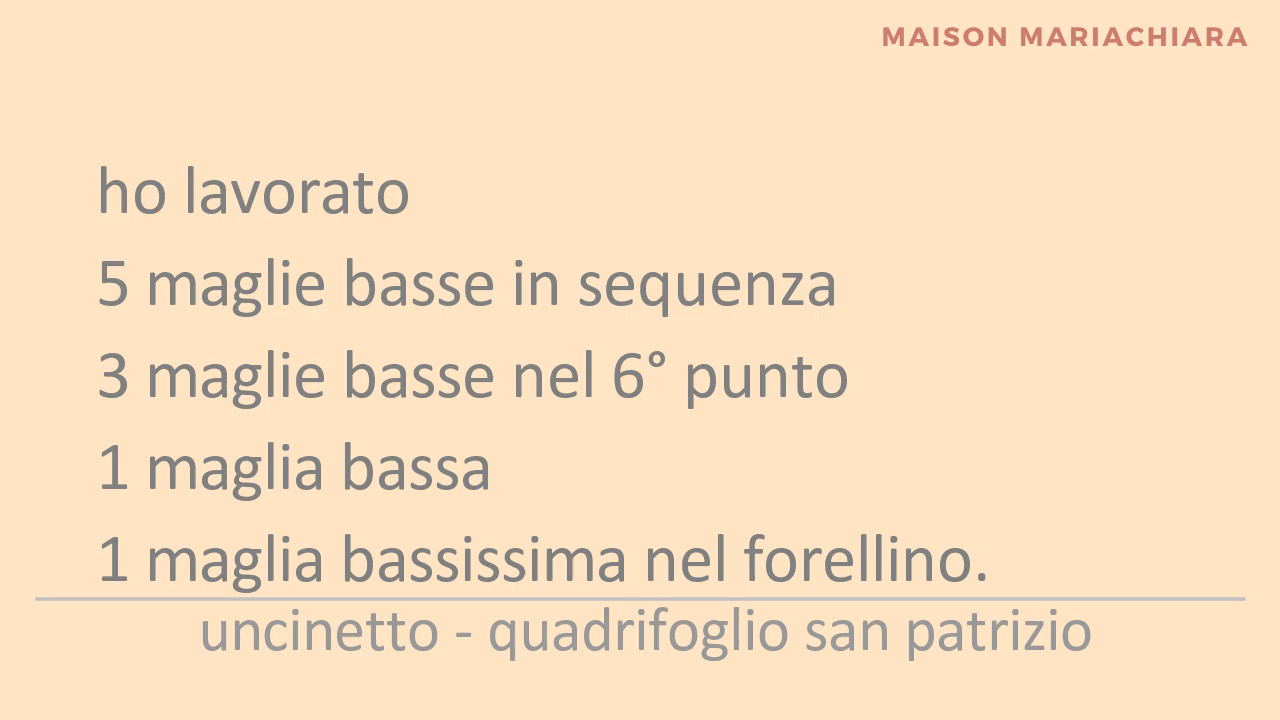 MAISON MARIACHIARA
ho lavorato
5 maglie basse in sequenza
3 maglie basse nel 6° punto
1 maglia bassa
1 maglia bassissima nel forellino.
uncinetto - quadrifoglio san patrizio